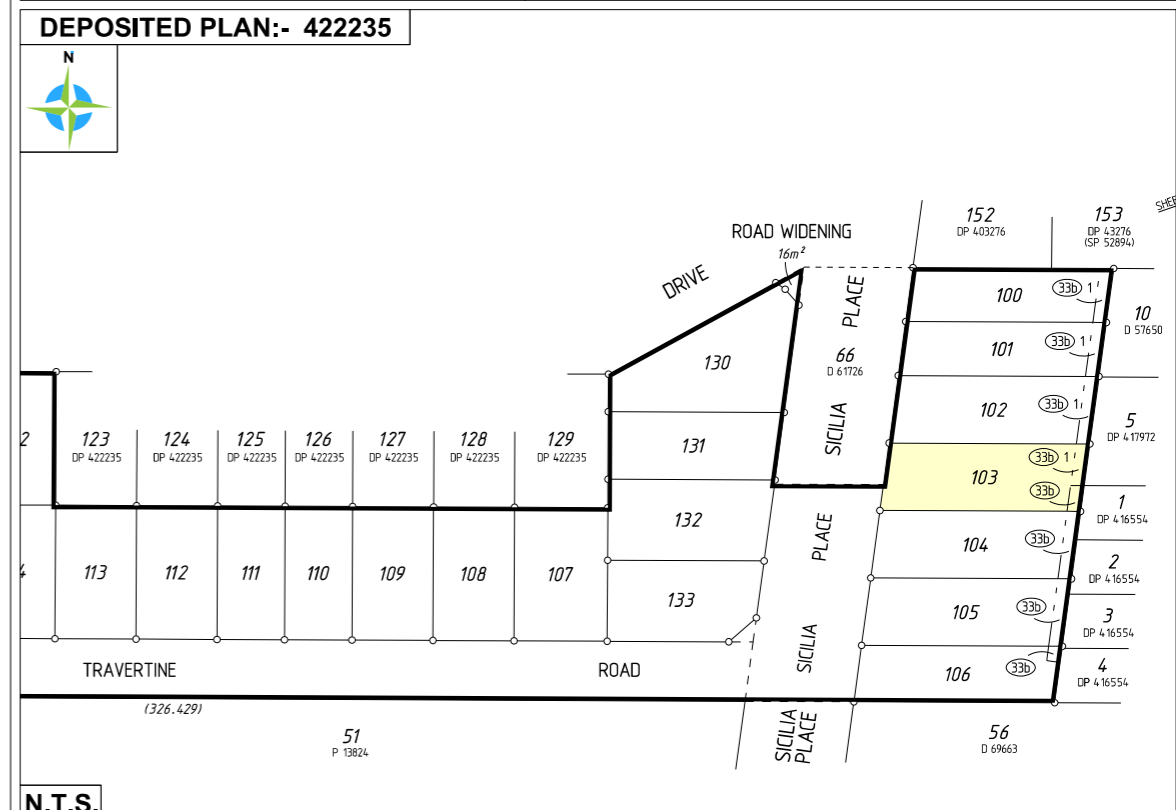 DEPOSITED PLAN:- 422235
N
SHEE
152
DP 403276
153
DP 43276
(SP 52894)
ROAD WIDENING
16m²
DRIVE
PLACE
66
D 61726
SICILIA
130
131
132
133
100
33b 1
101
33b 1
102
33b 1
103
33b 1
33b
104
33b
105
33b
106
33b
10
D 57650
5
DP 417972
1
DP 416554
2
DP 416554
3
DP 416554
4
DP 416554
2
123
DP 422235
124
DP 422235
125
DP 422235
126
DP 422235
127
DP 422235
128
DP 422235
129
DP 422235
4
113
112
111
110
109
108
107
PLACE
SICILIA
TRAVERTINE ROAD
(326.429)
51
P 13824
SICILIA
PLACE
56
D 69663
N.T.S.